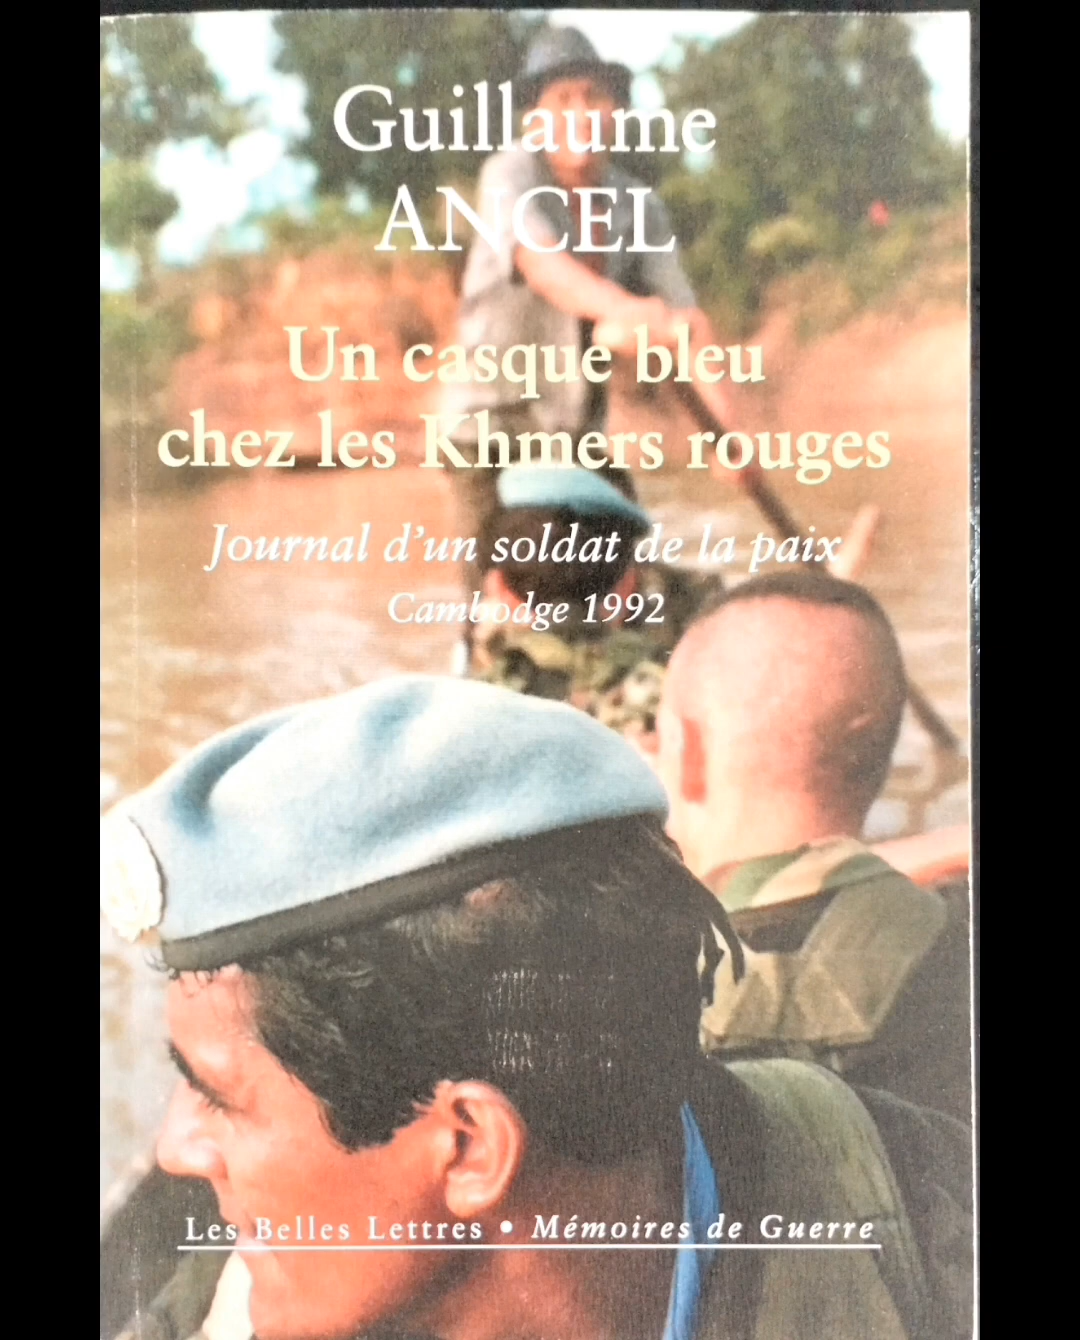 Guillaume
ANCEL
Un casque bleu
chez les Khmers rouges
Journal d'un soldat de la paix
Cambodge 1992
Les Belles Lettres • Mémoires de Guerre